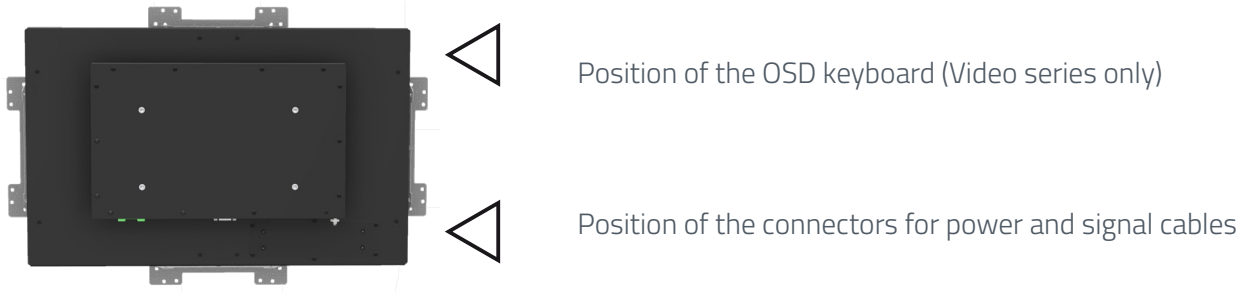 Position of the OSD keyboard (Video series only)
Position of the connectors for power and signal cables